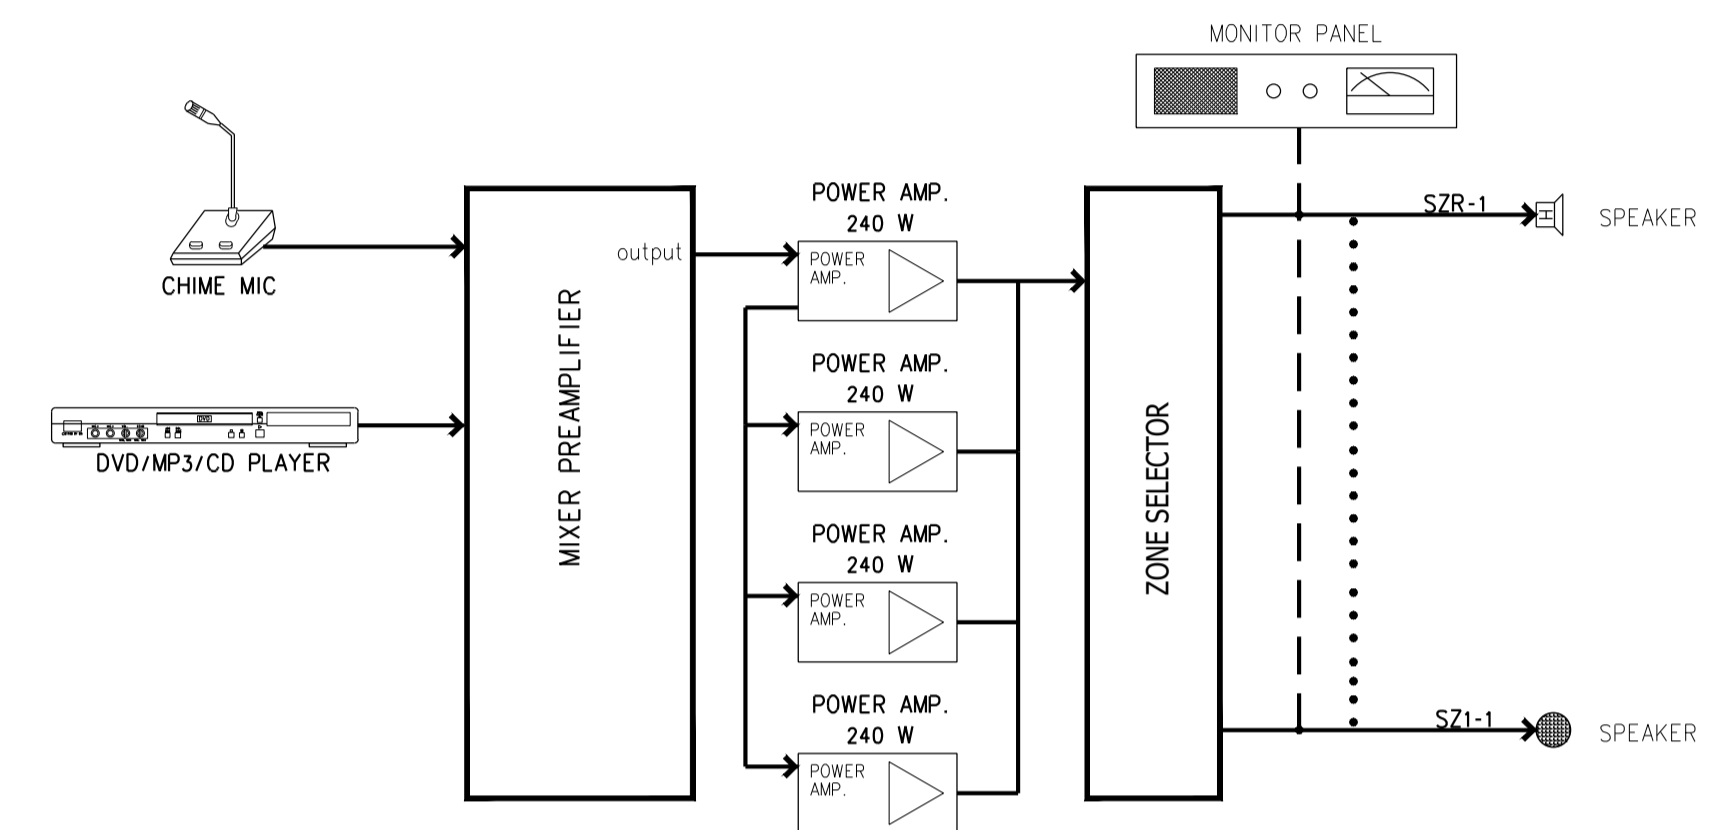 MONITOR PANEL
CHIME MIC
DVD
DVD/MP3/CD PLAYER
MIXER PREAMPLIFIER
output
POWER AMP.
240 W
POWER
AMP.
POWER AMP.
240 W
POWER
AMP.
POWER AMP.
240 W
POWER
AMP.
POWER AMP.
240 W
POWER
AMP.
ZONE SELECTOR
SZR-1
H
SPEAKER
SZ1-1
SPEAKER